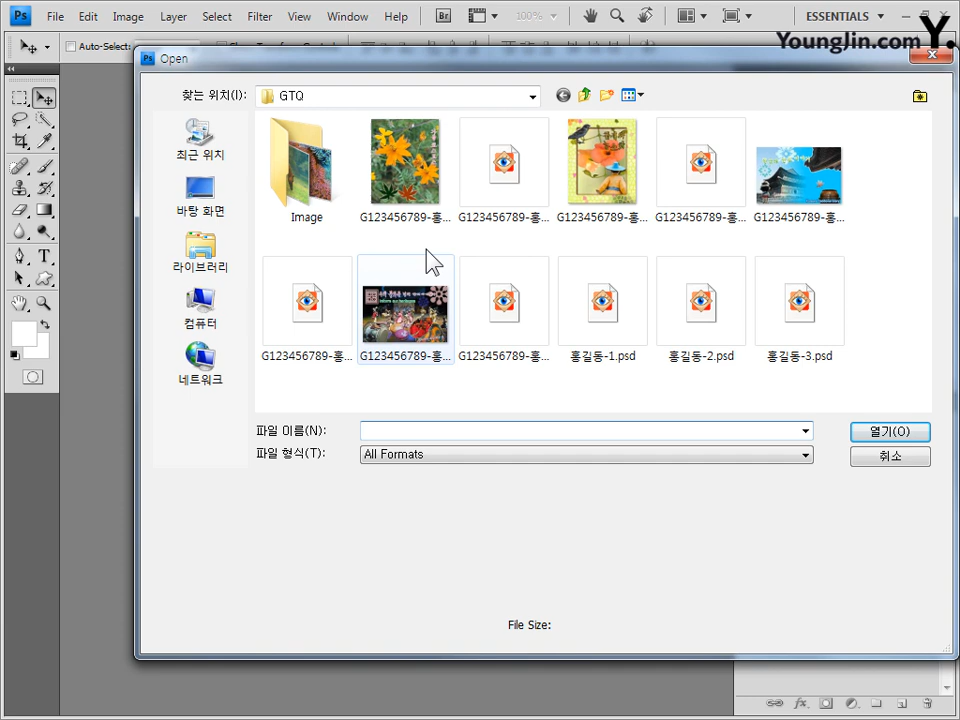 Ps File Edit Image Layer Select Filter View Window Help Br 100% ESSENTIALS
Auto-Select:
YoungJin.com Y.
Ps Open
찾는 위치(I): GTQ
최근 위치
바탕 화면
라이브러리
컴퓨터
네트워크
Image G123456789-홍... G123456789-홍... G123456789-홍... G123456789-홍... G123456789-홍...
G123456789-홍... G123456789-홍... G123456789-홍... 홍길동-1.psd 홍길동-2.psd 홍길동-3.psd
파일 이름(N): 열기(O)
파일 형식(T): All Formats 취소
File Size: